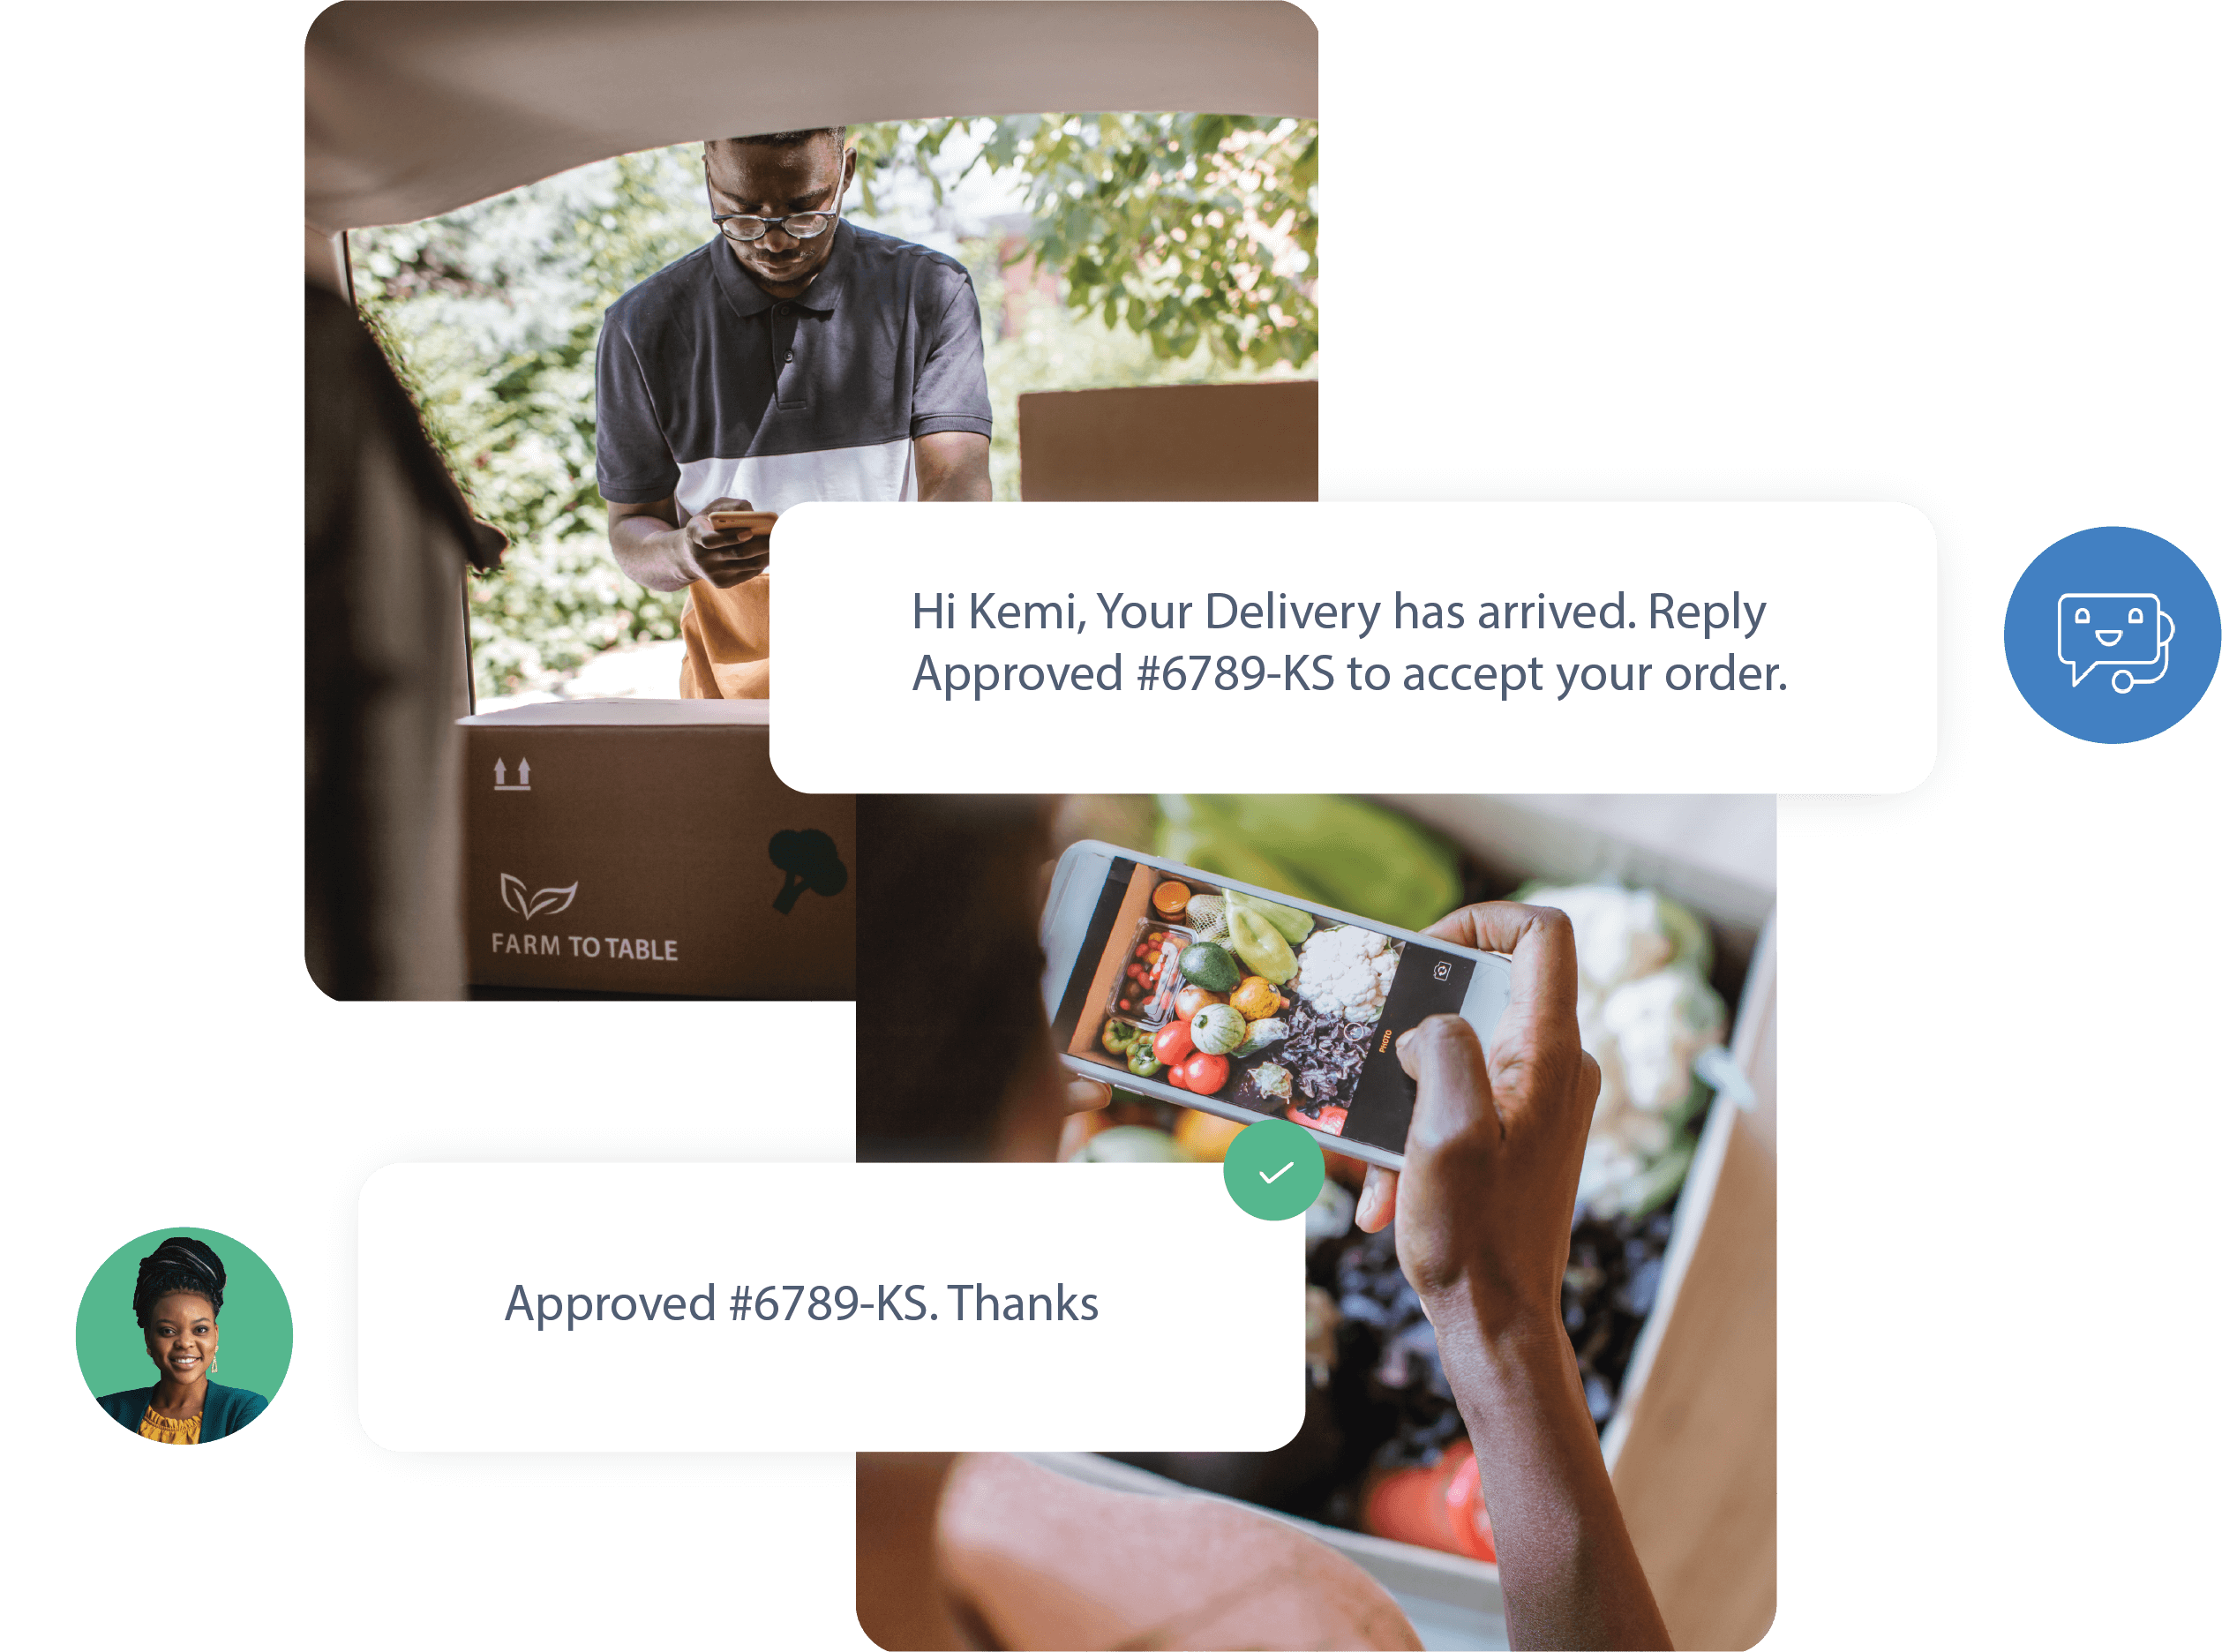 Hi Kemi, Your Delivery has arrived. Reply
Approved #6789-KS to accept your order.
FARM TO TABLE
PHOTO
Approved #6789-KS. Thanks